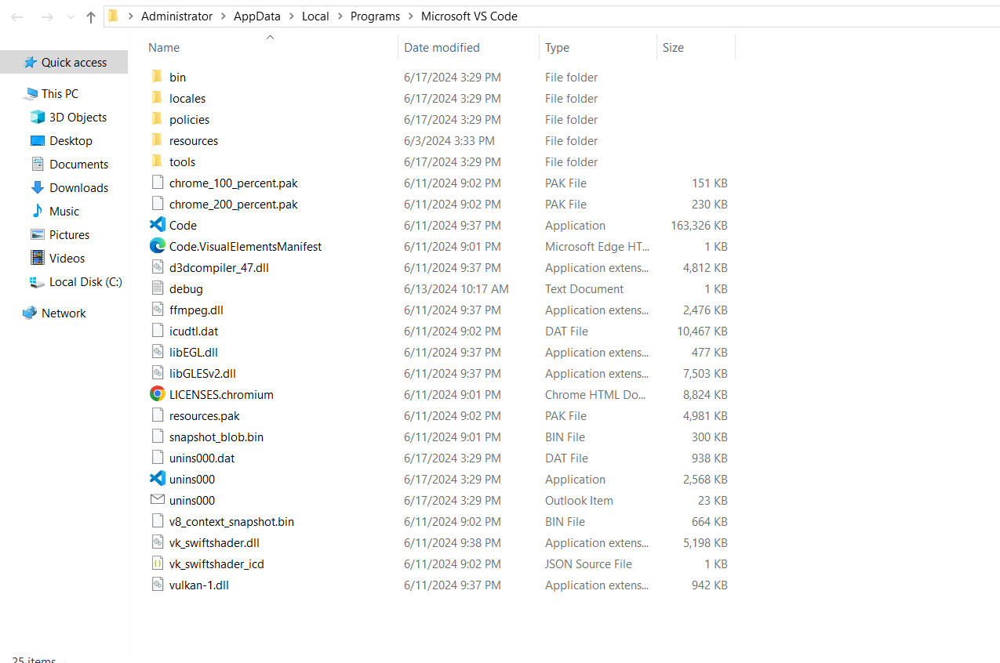 Administrator > AppData > Local > Programs > Microsoft VS Code
Name Date modified Type Size
Quick access
This PC
3D Objects
Desktop
Documents
Downloads
Music
Pictures
Videos
Local Disk (C:)
Network
bin 6/17/2024 3:29 PM File folder
locales 6/17/2024 3:29 PM File folder
policies 6/17/2024 3:29 PM File folder
resources 6/3/2024 3:33 PM File folder
tools 6/17/2024 3:29 PM File folder
chrome_100_percent.pak 6/11/2024 9:02 PM PAK File 151 KB
chrome_200_percent.pak 6/11/2024 9:02 PM PAK File 230 KB
Code 6/11/2024 9:37 PM Application 163,326 KB
Code.VisualElementsManifest 6/11/2024 9:01 PM Microsoft Edge HT... 1 KB
d3dcompiler_47.dll 6/11/2024 9:37 PM Application extens... 4,812 KB
debug 6/13/2024 10:17 AM Text Document 1 KB
ffmpeg.dll 6/11/2024 9:37 PM Application extens... 2,476 KB
icudtl.dat 6/11/2024 9:02 PM DAT File 10,467 KB
libEGL.dll 6/11/2024 9:37 PM Application extens... 477 KB
libGLESv2.dll 6/11/2024 9:37 PM Application extens... 7,503 KB
LICENSES.chromium 6/11/2024 9:01 PM Chrome HTML Do... 8,824 KB
resources.pak 6/11/2024 9:02 PM PAK File 4,981 KB
snapshot_blob.bin 6/11/2024 9:01 PM BIN File 300 KB
unins000.dat 6/17/2024 3:29 PM DAT File 938 KB
unins000 6/17/2024 3:29 PM Application 2,568 KB
unins000 6/17/2024 3:29 PM Outlook Item 23 KB
v8_context_snapshot.bin 6/11/2024 9:02 PM BIN File 664 KB
vk_swiftshader.dll 6/11/2024 9:38 PM Application extens... 5,198 KB
vk_swiftshader_icd 6/11/2024 9:02 PM JSON Source File 1 KB
vulkan-1.dll 6/11/2024 9:37 PM Application extens... 942 KB
25 items